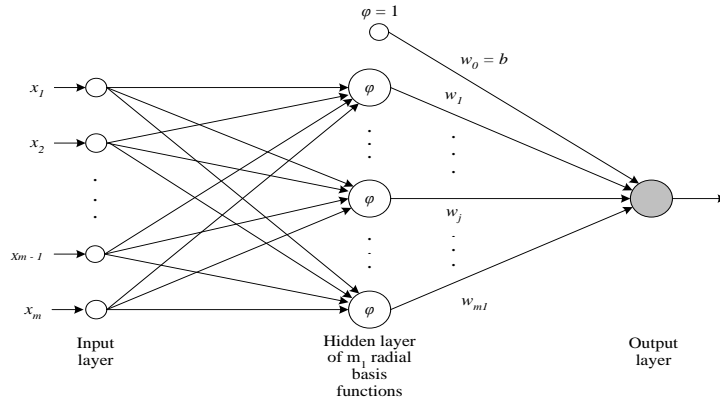 φ = 1
w0 = b
x1
φ
w1
x2
φ
wj
xm - 1
xm
φ
wm1
Input
layer
Hidden layer
of m1 radial
basis
functions
Output
layer